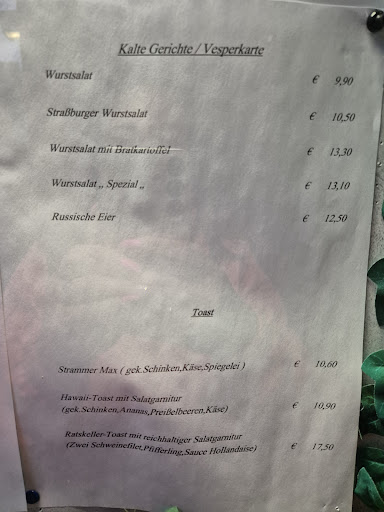 Kalte Gerichte / Vesperkarte
Wurstsalat € 9,90
Straßburger Wurstsalat € 10,50
Wurstsalat mit Bratkartoffel € 13,30
Wurstsalat ,, Spezial ,, € 13,10
Russische Eier € 12,50
Toast
Strammer Max ( gek.Schinken,Käse,Spiegelei ) € 10,60
Hawaii-Toast mit Salatgarnitur
(gek.Schinken,Ananas,Preißelbeeren,Käse) € 10,90
Ratskeller-Toast mit reichhaltiger Salatgarnitur
(Zwei Schweinefilet,Pfifferling,Sauce Hollandaise) € 17,50